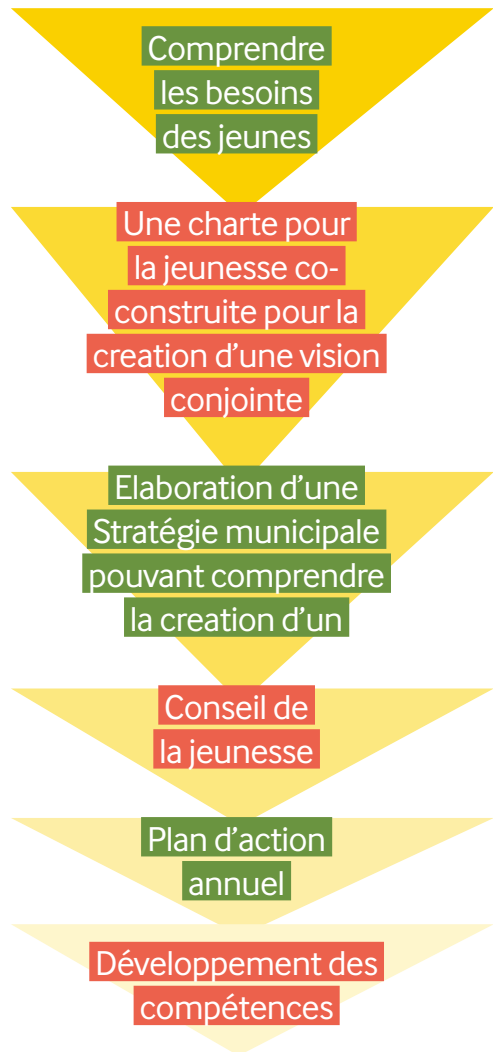 Comprendre
les besoins
des jeunes
Une charte pour
la jeunesse co-
construite pour la
creation d'une vision
conjointe
Elaboration d'une
Stratégie municipale
pouvant comprendre
la creation d'un
Conseil de
la jeunesse
Plan d'action
annuel
Développement des
compétences